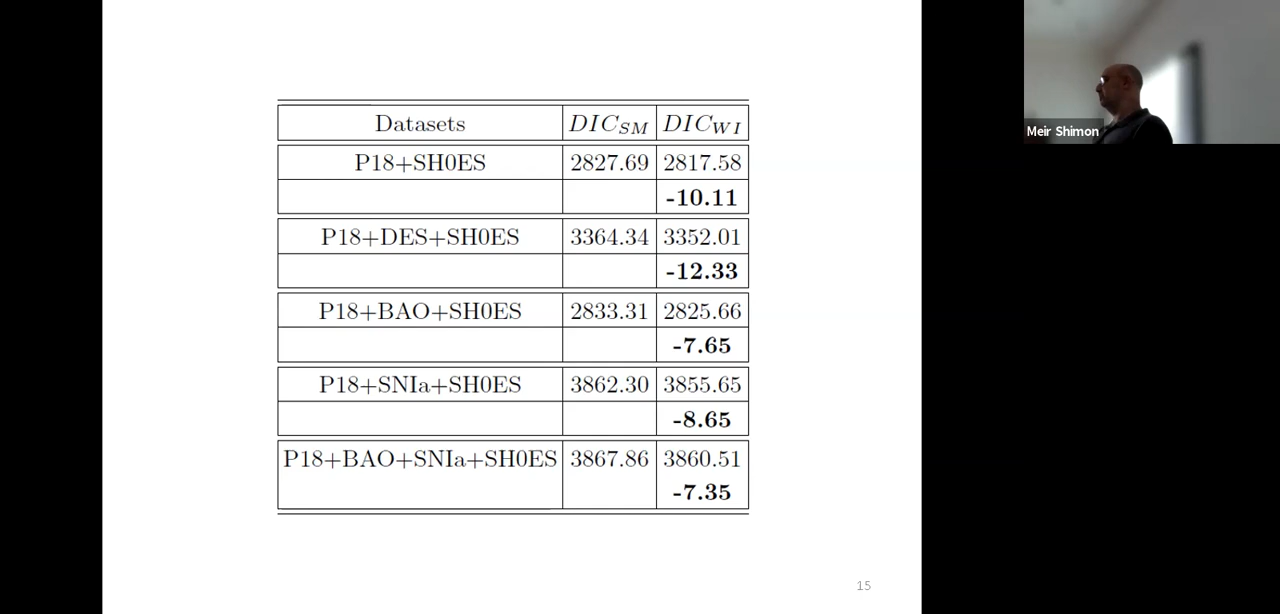 Datasets DIC_SM DIC_WI
P18+SH0ES 2827.69 2817.58
-10.11
P18+DES+SH0ES 3364.34 3352.01
-12.33
P18+BAO+SH0ES 2833.31 2825.66
-7.65
P18+SNIa+SH0ES 3862.30 3855.65
-8.65
P18+BAO+SNIa+SH0ES 3867.86 3860.51
-7.35
15
Meir Shimon